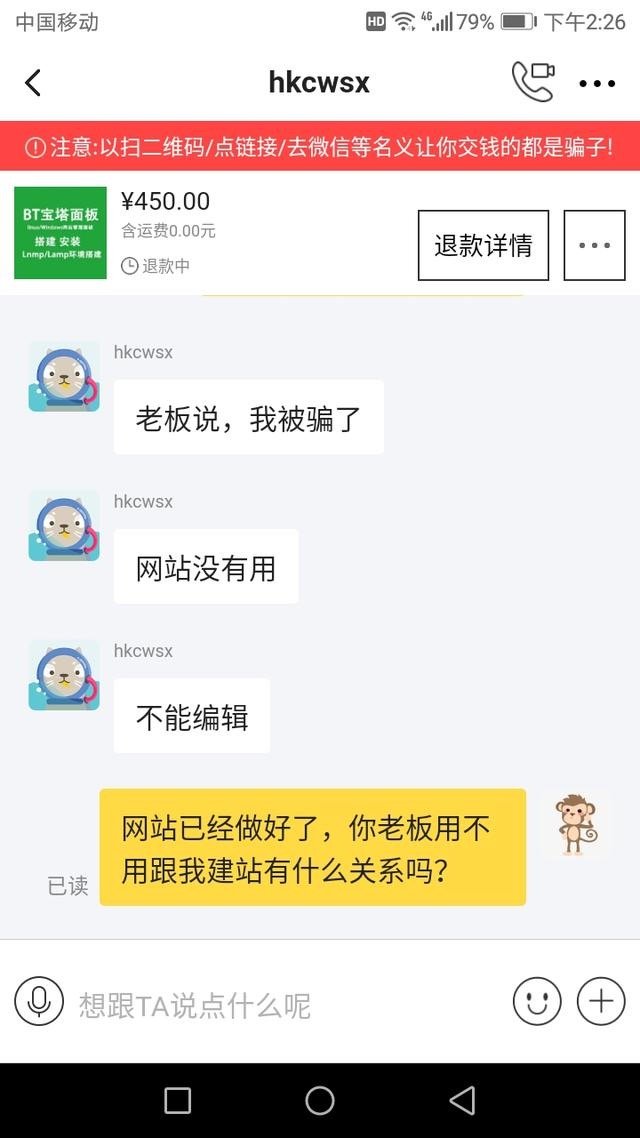 中国移动 HD 4G 79% 下午2:26
hkcwsx
注意:以扫二维码/点链接/去微信等名义让你交钱的都是骗子!
BT宝塔面板
搭建 安装
Lnmp/Lamp环境搭建
¥450.00
含运费0.00元
退款中
退款详情
hkcwsx
老板说，我被骗了
hkcwsx
网站没有用
hkcwsx
不能编辑
网站已经做好了，你老板用不
用跟我建站有什么关系吗？
已读
想跟TA说点什么呢